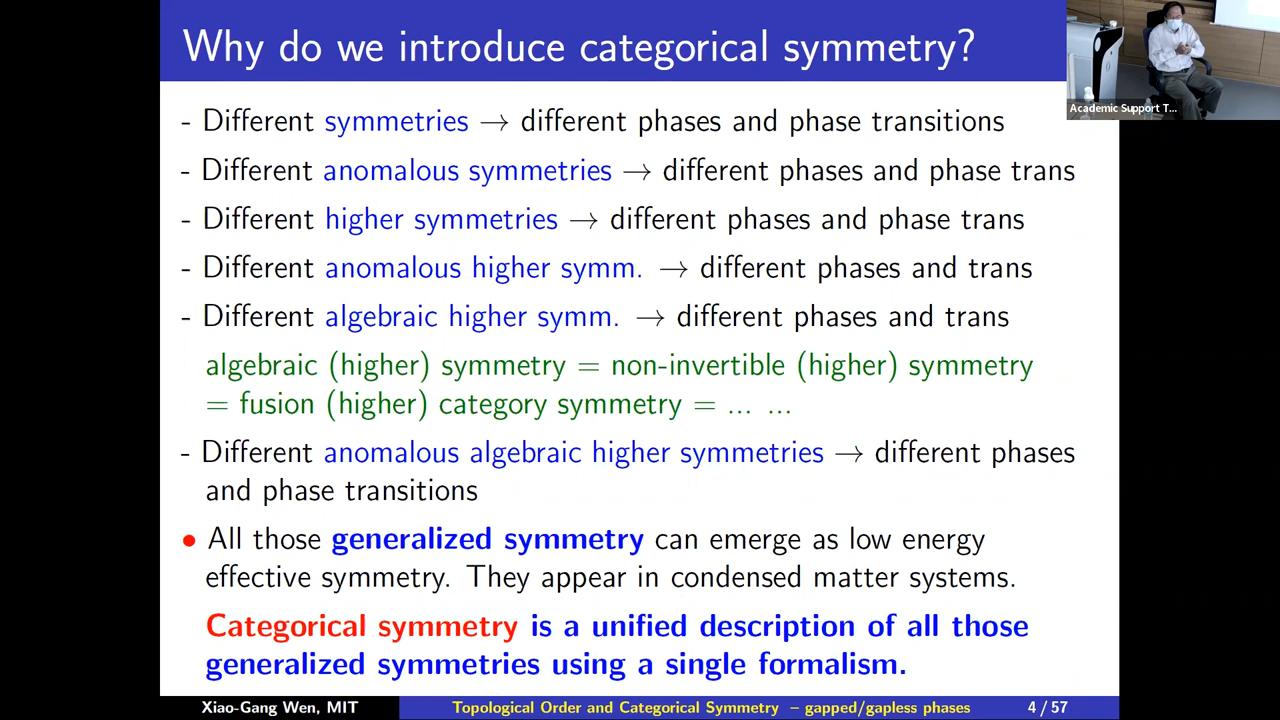 Why do we introduce categorical symmetry?
- Different symmetries → different phases and phase transitions
- Different anomalous symmetries → different phases and phase trans
- Different higher symmetries → different phases and phase trans
- Different anomalous higher symm. → different phases and trans
- Different algebraic higher symm. → different phases and trans
algebraic (higher) symmetry = non-invertible (higher) symmetry
= fusion (higher) category symmetry = ... ...
- Different anomalous algebraic higher symmetries → different phases
and phase transitions
• All those generalized symmetry can emerge as low energy
effective symmetry. They appear in condensed matter systems.
Categorical symmetry is a unified description of all those
generalized symmetries using a single formalism.
Xiao-Gang Wen, MIT
Topological Order and Categorical Symmetry – gapped/gapless phases
4 / 57
Academic Support T...